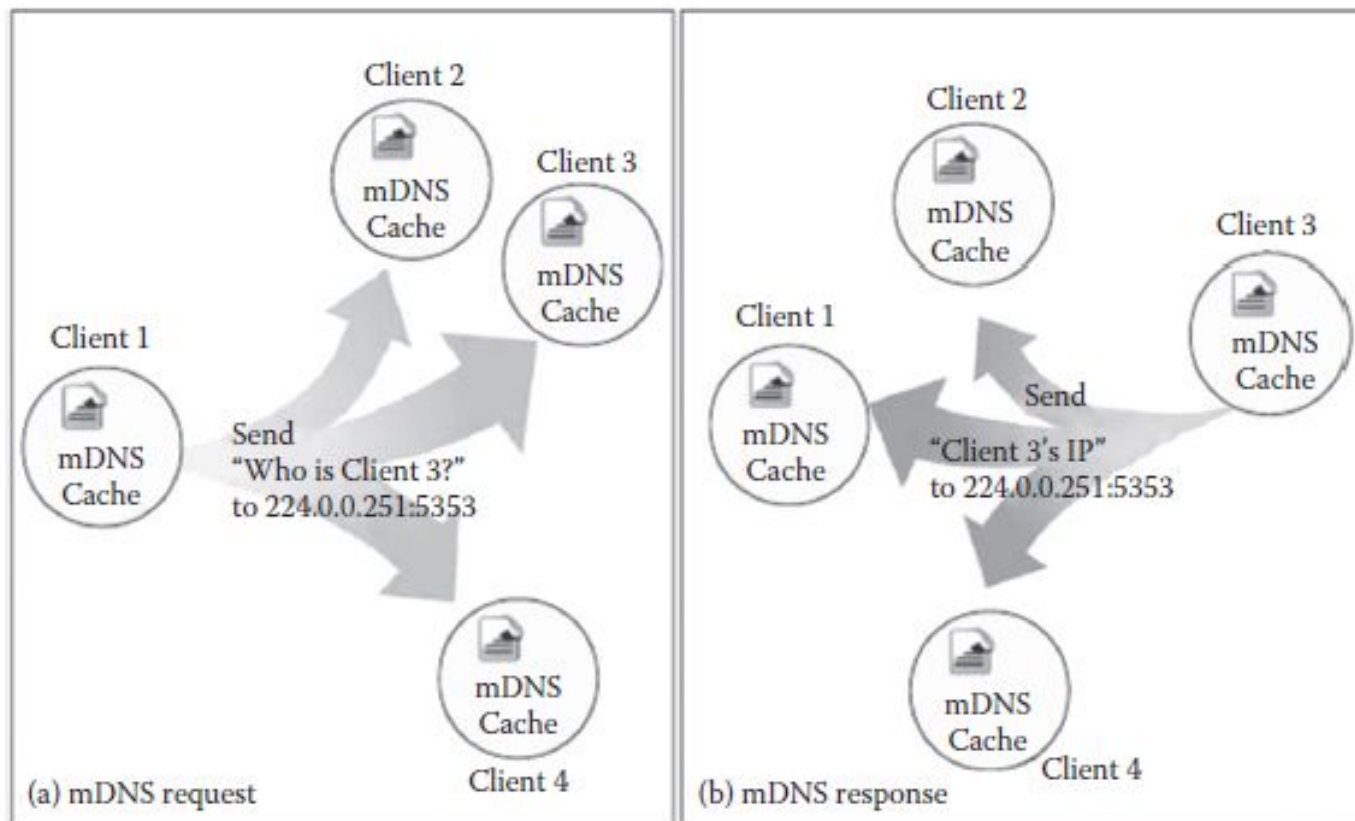 Client 2
mDNS
Cache
Client 3
mDNS
Cache
Client 1
mDNS
Cache
Send
“Who is Client 3?”
to 224.0.0.251:5353
mDNS
Cache
Client 4
(a) mDNS request
Client 2
mDNS
Cache
Client 3
mDNS
Cache
Client 1
mDNS
Cache
Send
“Client 3’s IP”
to 224.0.0.251:5353
mDNS
Cache
Client 4
(b) mDNS response